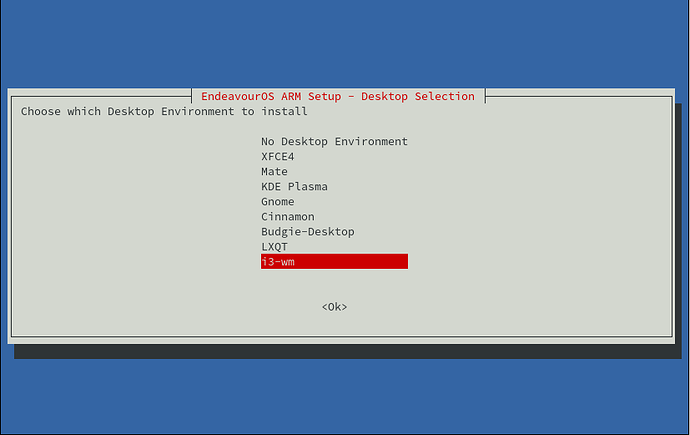 EndeavourOS ARM Setup - Desktop Selection
Choose which Desktop Environment to install
No Desktop Environment
XFCE4
Mate
KDE Plasma
Gnome
Cinnamon
Budgie-Desktop
LXQT
i3-wm
<Ok>